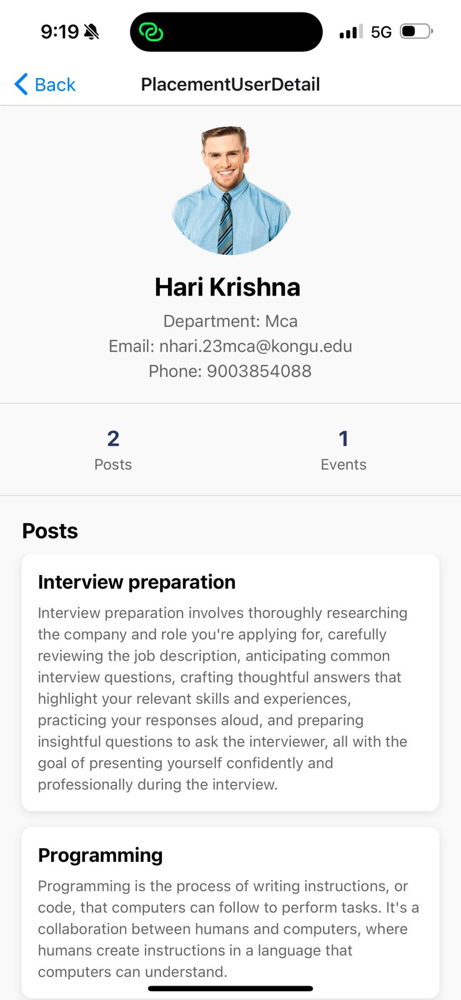 9:19
5G
Back
PlacementUserDetail
Hari Krishna
Department: Mca
Email: nhari.23mca@kongu.edu
Phone: 9003854088
2
Posts
1
Events
Posts
Interview preparation
Interview preparation involves thoroughly researching
the company and role you're applying for, carefully
reviewing the job description, anticipating common
interview questions, crafting thoughtful answers that
highlight your relevant skills and experiences,
practicing your responses aloud, and preparing
insightful questions to ask the interviewer, all with the
goal of presenting yourself confidently and
professionally during the interview.
Programming
Programming is the process of writing instructions, or
code, that computers can follow to perform tasks. It's a
collaboration between humans and computers, where
humans create instructions in a language that
computers can understand.